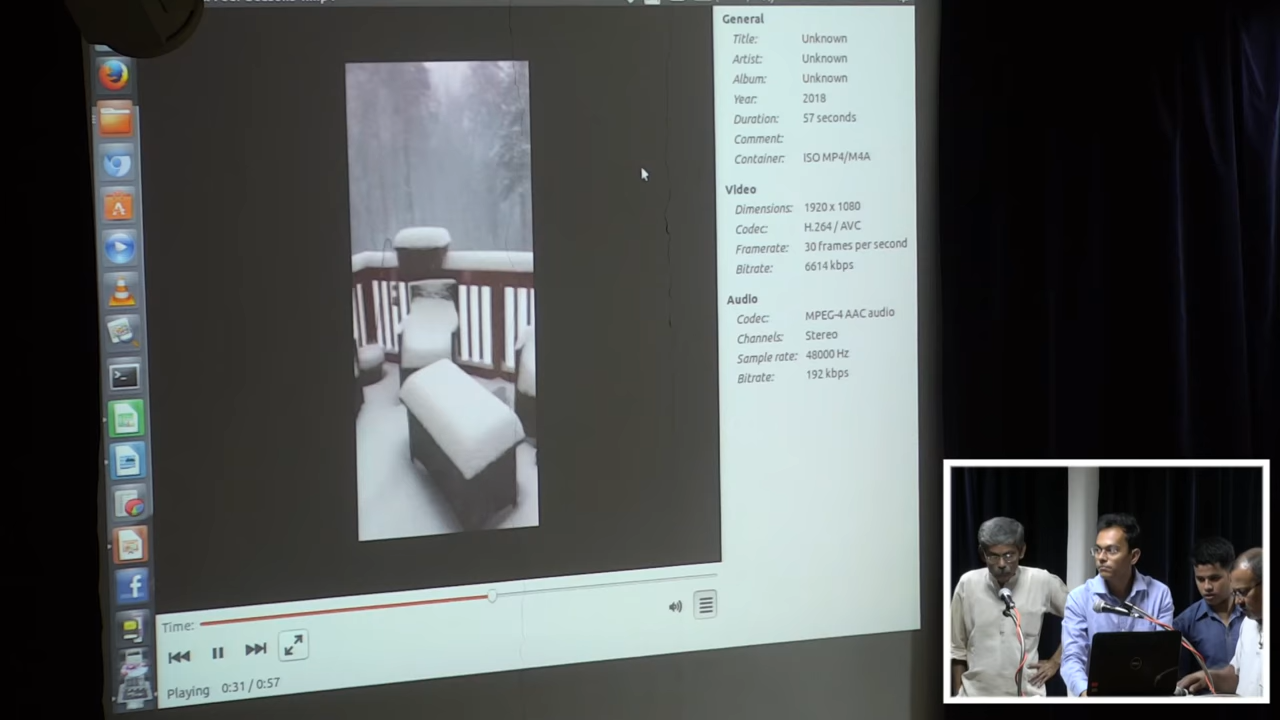 General
Title: Unknown
Artist: Unknown
Album: Unknown
Year: 2018
Duration: 57 seconds
Comment:
Container: ISO MP4/M4A
Video
Dimensions: 1920 x 1080
Codec: H.264 / AVC
Framerate: 30 frames per second
Bitrate: 6614 kbps
Audio
Codec: MPEG-4 AAC audio
Channels: Stereo
Sample rate: 48000 Hz
Bitrate: 192 kbps
Time:
Playing 0:31 / 0:57